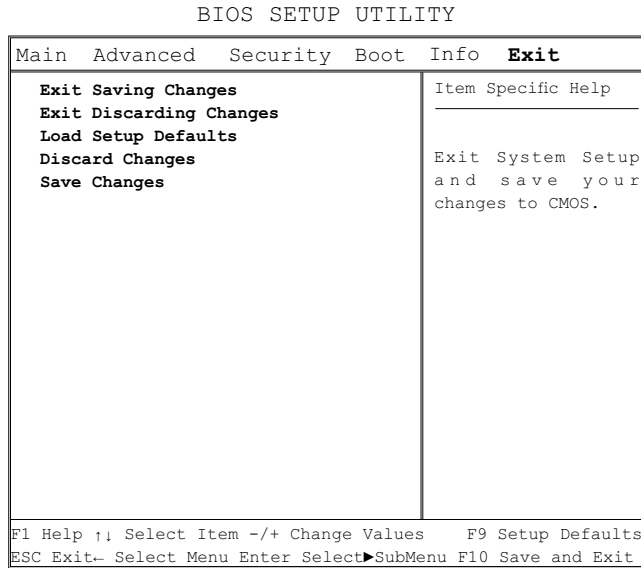 BIOS SETUP UTILITY
Main Advanced Security Boot Info Exit
Exit Saving Changes
Exit Discarding Changes
Load Setup Defaults
Discard Changes
Save Changes
Item Specific Help
Exit System Setup
and save your
changes to CMOS.
F1 Help ↑↓ Select Item -/+ Change Values F9 Setup Defaults
ESC Exit← Select Menu Enter Select►SubMenu F10 Save and Exit